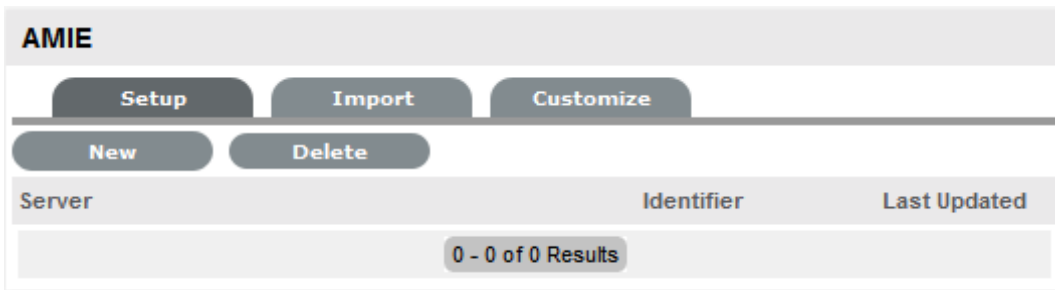 AMIE
Setup Import Customize
New Delete
Server Identifier Last Updated
0 - 0 of 0 Results